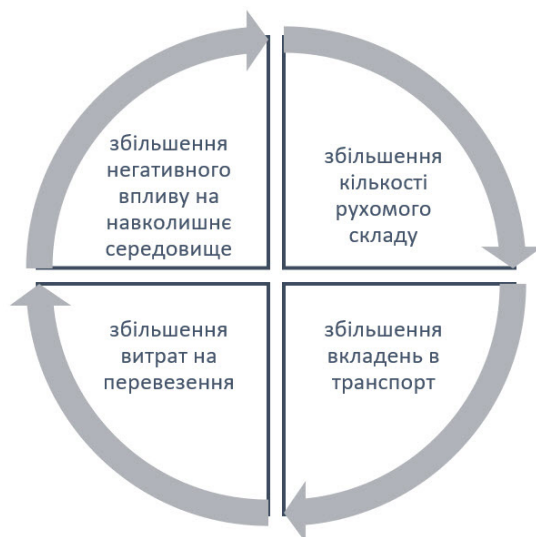 збільшення
негативного
впливу на
навколишнє
середовище
збільшення
кількості
рухомого
складу
збільшення
витрат на
перевезення
збільшення
вкладень в
транспорт